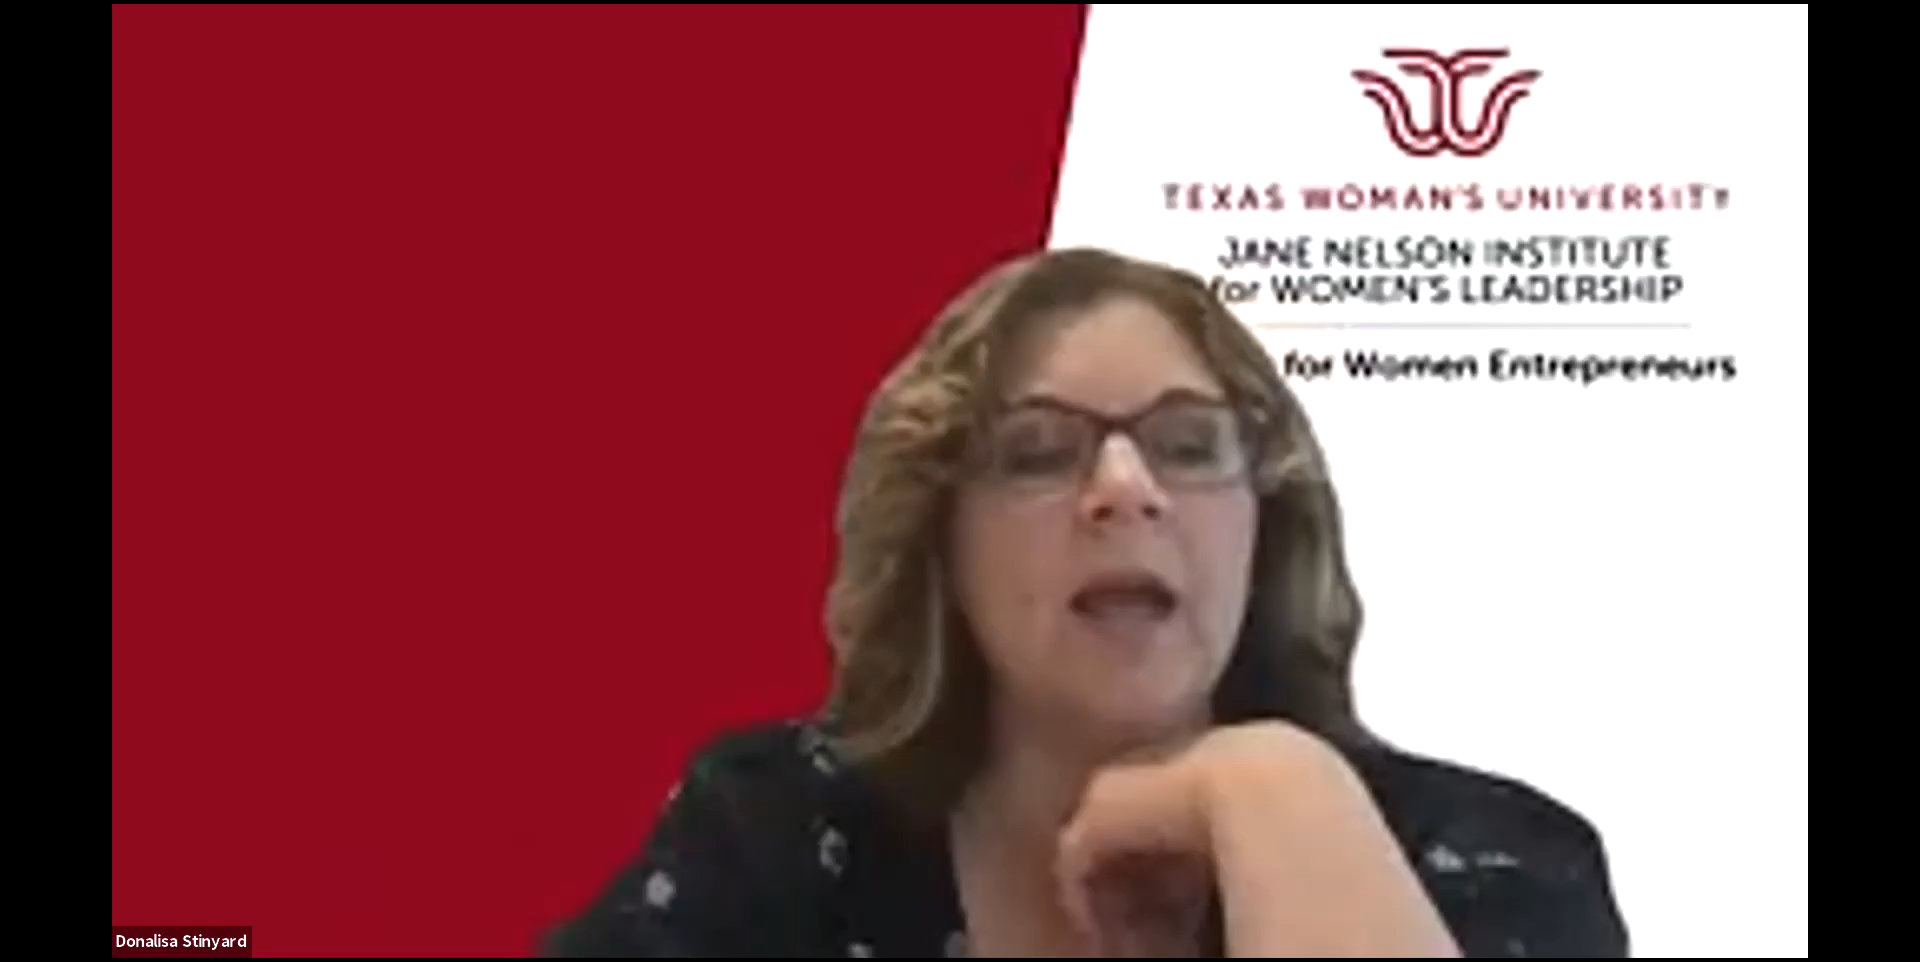 TEXAS WOMAN'S UNIVERSITY
JANE NELSON INSTITUTE
for WOMEN'S LEADERSHIP
for Women Entrepreneurs
Donalisa Stinyard